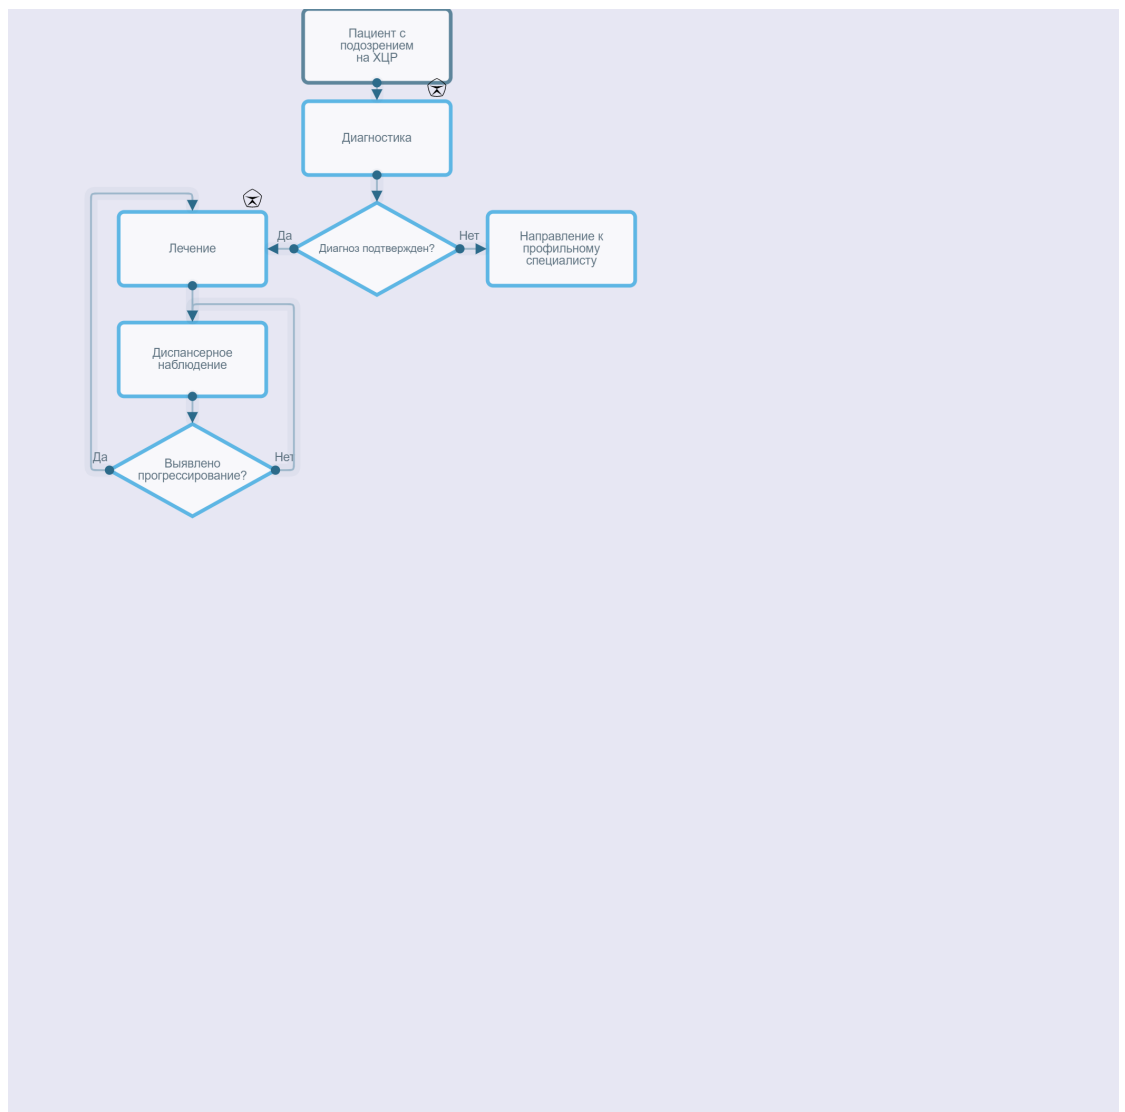 Пациент с
подозрением
на ХЦР
Диагностика
Да
Диагноз подтвержден?
Нет
Лечение
Направление к
профильному
специалисту
Диспансерное
наблюдение
Да
Выявлено
прогрессирование?
Нет